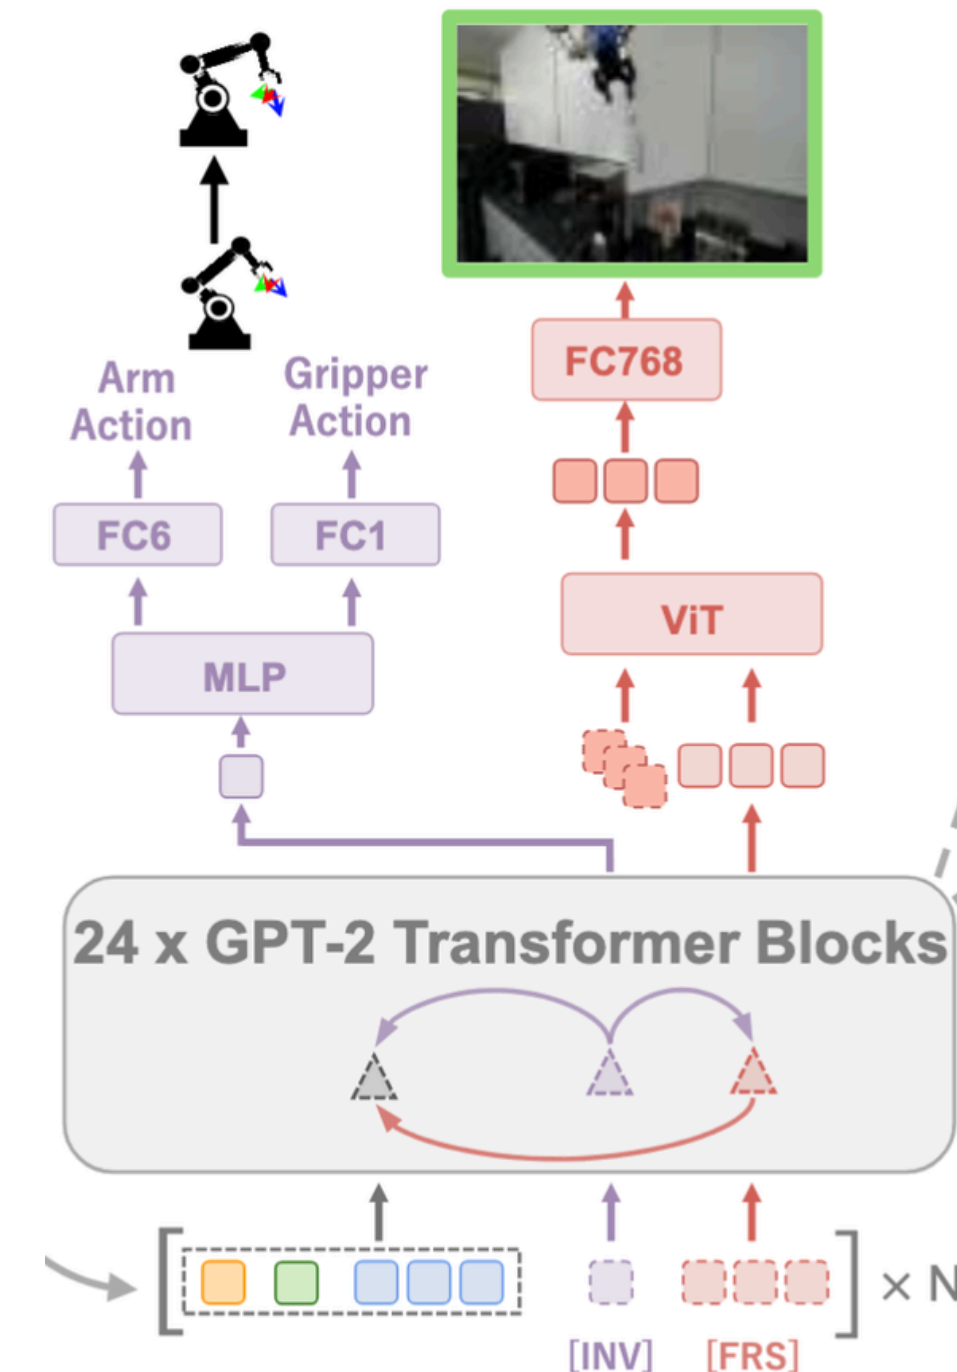 Arm
Action
Gripper
Action
FC768
FC6
FC1
ViT
MLP
24 x GPT-2 Transformer Blocks
[ ] × N
[INV]
[FRS]